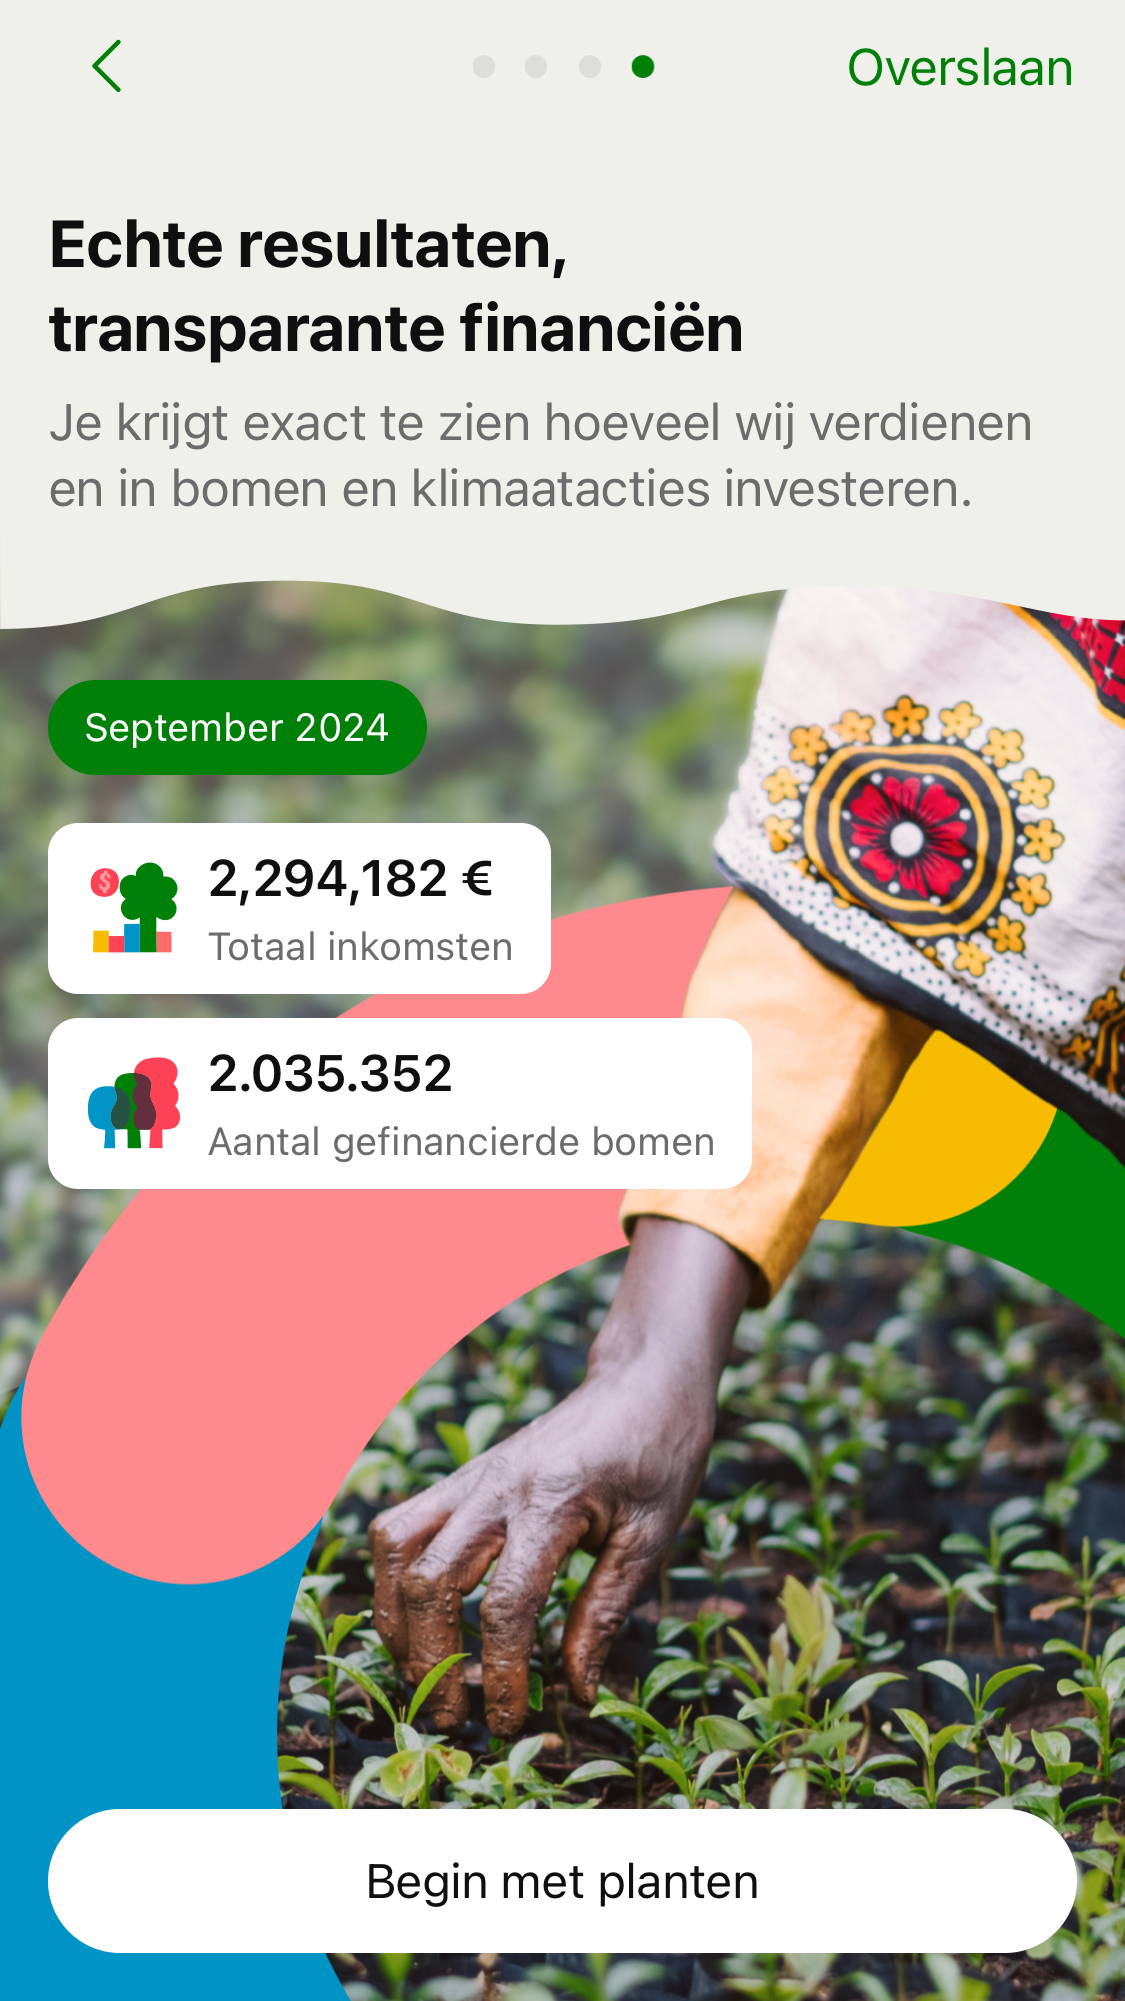 Overslaan
Echte resultaten,
transparante financiën
Je krijgt exact te zien hoeveel wij verdienen
en in bomen en klimaatacties investeren.
September 2024
$
2,294,182 €
Totaal inkomsten
2.035.352
Aantal gefinancierde bomen
Begin met planten